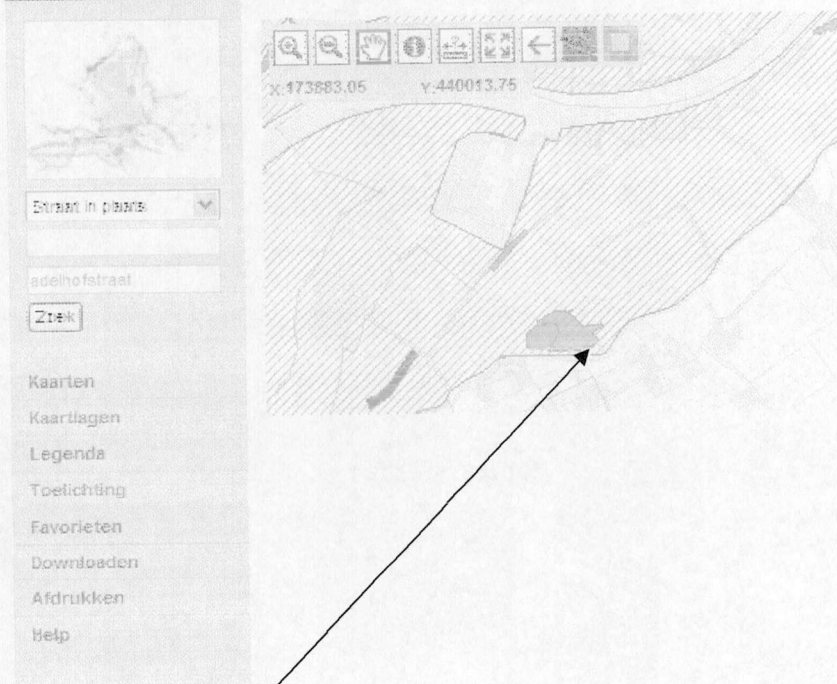 X:173883.05 Y:440013.75
Straat in plaats
adelhofstraat
Zoek
Kaarten
Kaartlagen
Legenda
Toelichting
Favorieten
Downloaden
Afdrukken
Help